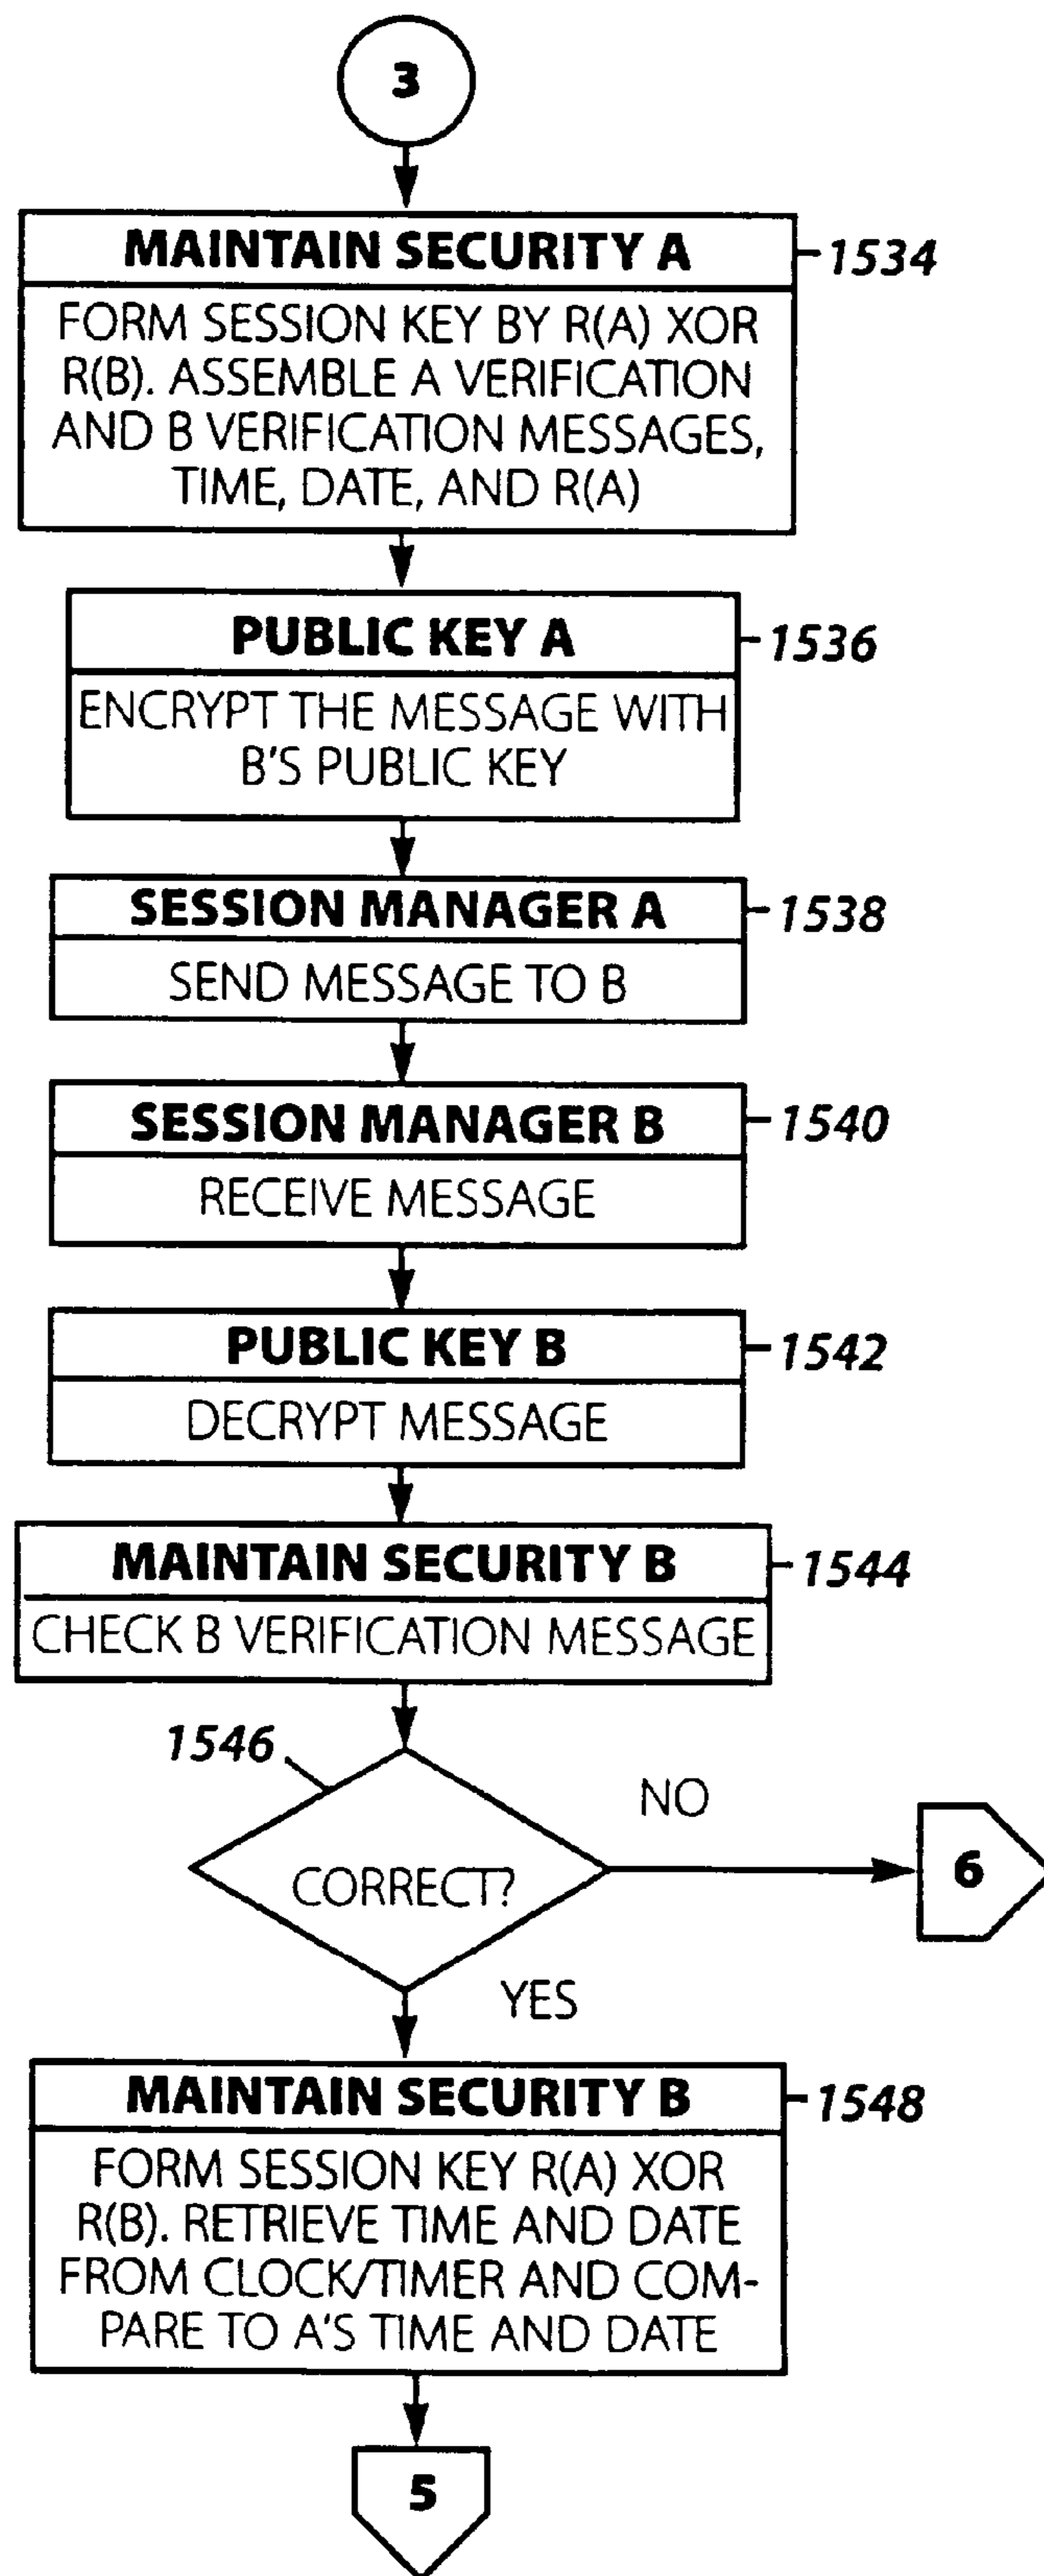 3
MAINTAIN SECURITY A
1534
FORM SESSION KEY BY R(A) XOR
R(B). ASSEMBLE A VERIFICATION
AND B VERIFICATION MESSAGES,
TIME, DATE, AND R(A)
PUBLIC KEY A
1536
ENCRYPT THE MESSAGE WITH
B'S PUBLIC KEY
SESSION MANAGER A
1538
SEND MESSAGE TO B
SESSION MANAGER B
1540
RECEIVE MESSAGE
PUBLIC KEY B
1542
DECRYPT MESSAGE
MAINTAIN SECURITY B
1544
CHECK B VERIFICATION MESSAGE
1546
NO
CORRECT?
6
YES
MAINTAIN SECURITY B
1548
FORM SESSION KEY R(A) XOR
R(B). RETRIEVE TIME AND DATE
FROM CLOCK/TIMER AND COM-
PARE TO A'S TIME AND DATE
5